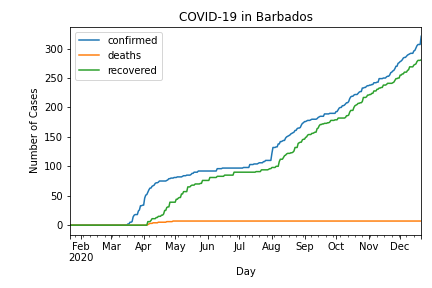 COVID-19 in Barbados
confirmed
deaths
recovered
Number of Cases
300
250
200
150
100
50
0
Feb Mar Apr May Jun Jul Aug Sep Oct Nov Dec
2020
Day